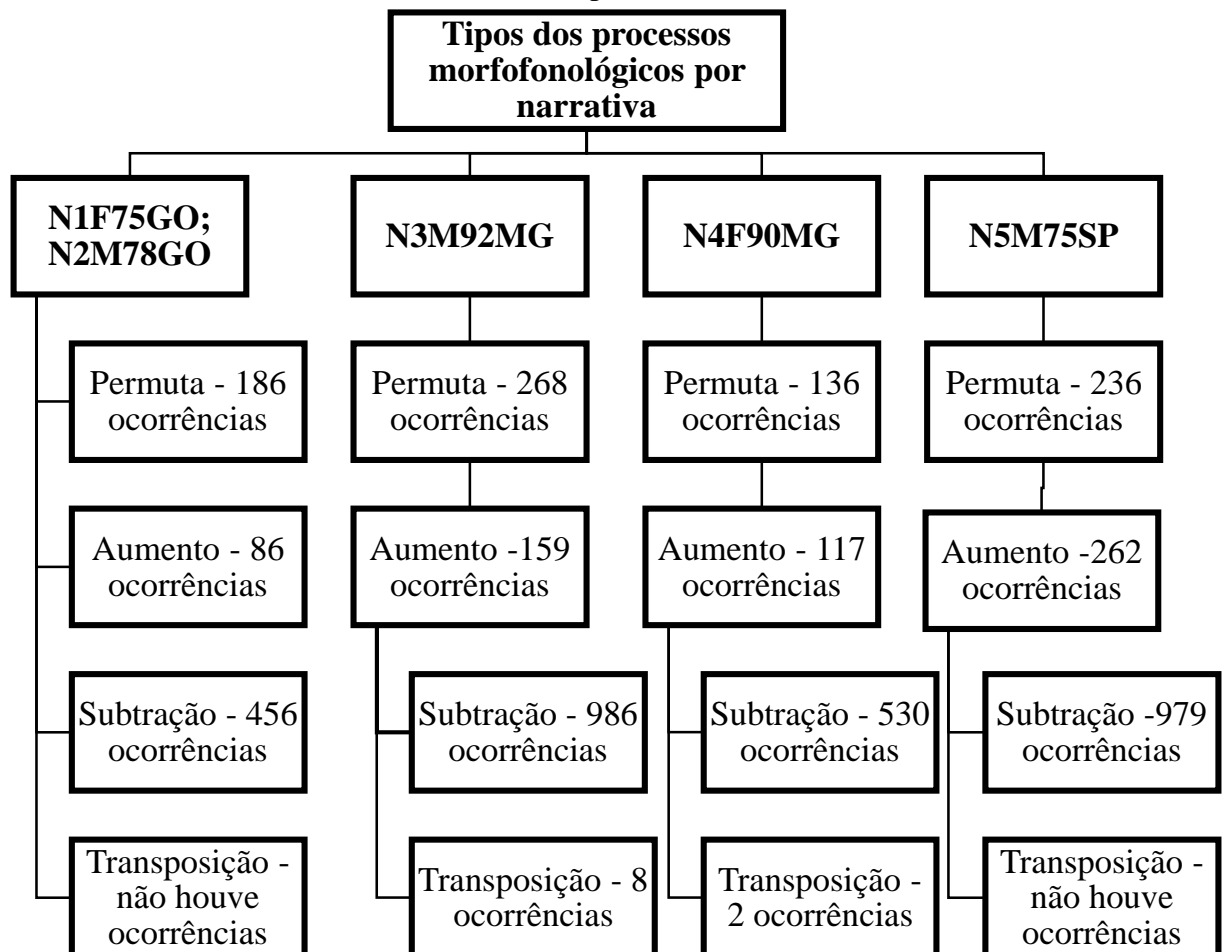 Tipos dos processos
morfofonológicos por
narrativa
N1F75GO;
N2M78GO
Permuta - 186
ocorrências
Aumento - 86
ocorrências
Subtração - 456
ocorrências
Transposição -
não houve
ocorrências
N3M92MG
Permuta - 268
ocorrências
Aumento -159
ocorrências
Subtração - 986
ocorrências
Transposição - 8
ocorrências
N4F90MG
Permuta - 136
ocorrências
Aumento - 117
ocorrências
Subtração - 530
ocorrências
Transposição -
2 ocorrências
N5M75SP
Permuta - 236
ocorrências
Aumento -262
ocorrências
Subtração -979
ocorrências
Transposição -
não houve
ocorrências